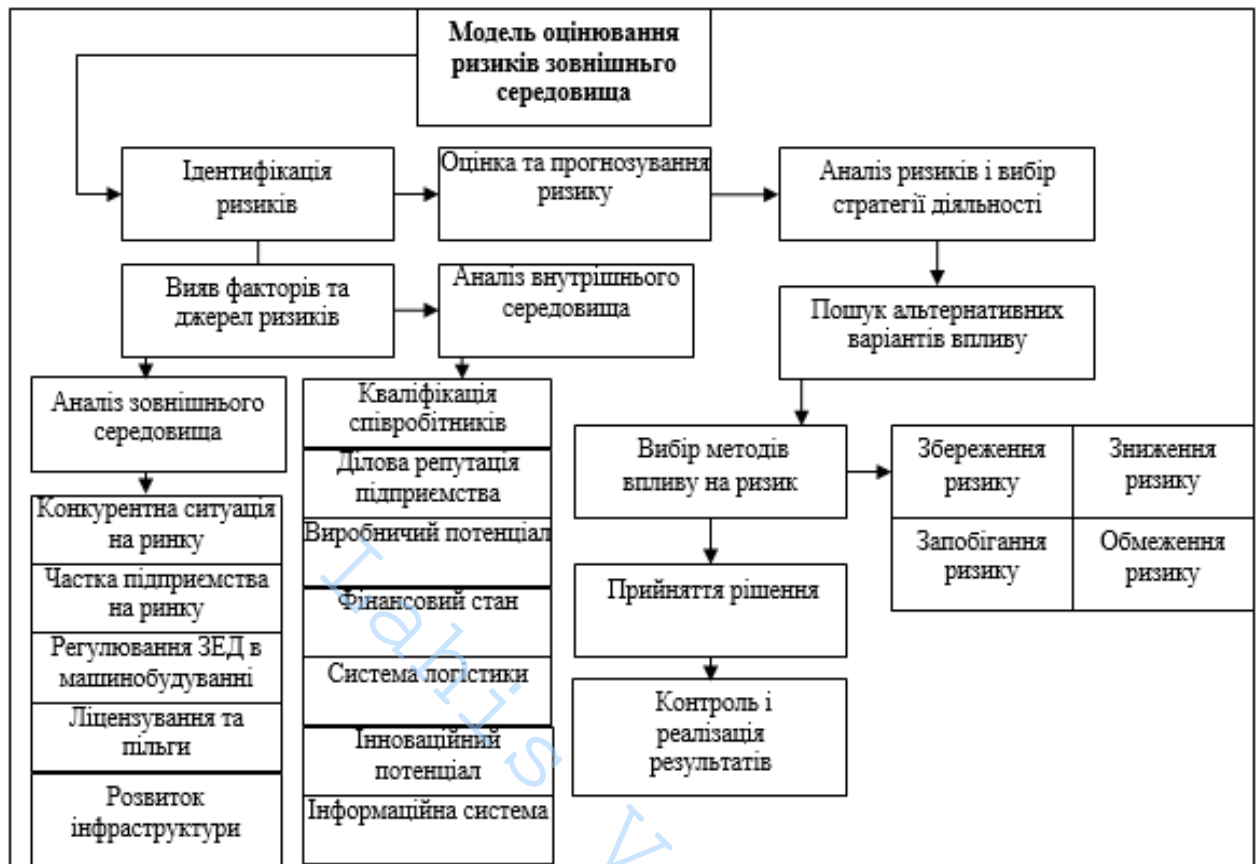 Модель оцінювання
ризиків зовнішньго
середовища
Ідентифікація
ризиків
Оцінка та прогнозування
ризику
Аналіз ризиків і вибір
стратегії діяльності
Вияв факторів та
джерел ризиків
Аналіз внутрішнього
середовища
Пошук альтернативних
варіантів впливу
Аналіз зовнішнього
середовища
Кваліфікація
співробітників
Вибір методів
впливу на ризик
Збереження
ризику
Зниження
ризику
Запобігання
ризику
Обмеження
ризику
Конкурентна ситуація
на ринку
Частка підприємства
на ринку
Регулювання ЗЕД в
машинобудуванні
Ліцензування та
пільги
Розвиток
інфраструктури
Ділова репутація
підприємства
Виробничий потенціал
Фінансовий стан
Система логістики
Інноваційний
потенціал
Інформаційна система
Прийняття рішення
Контроль і
реалізація
результатів
Lahis V